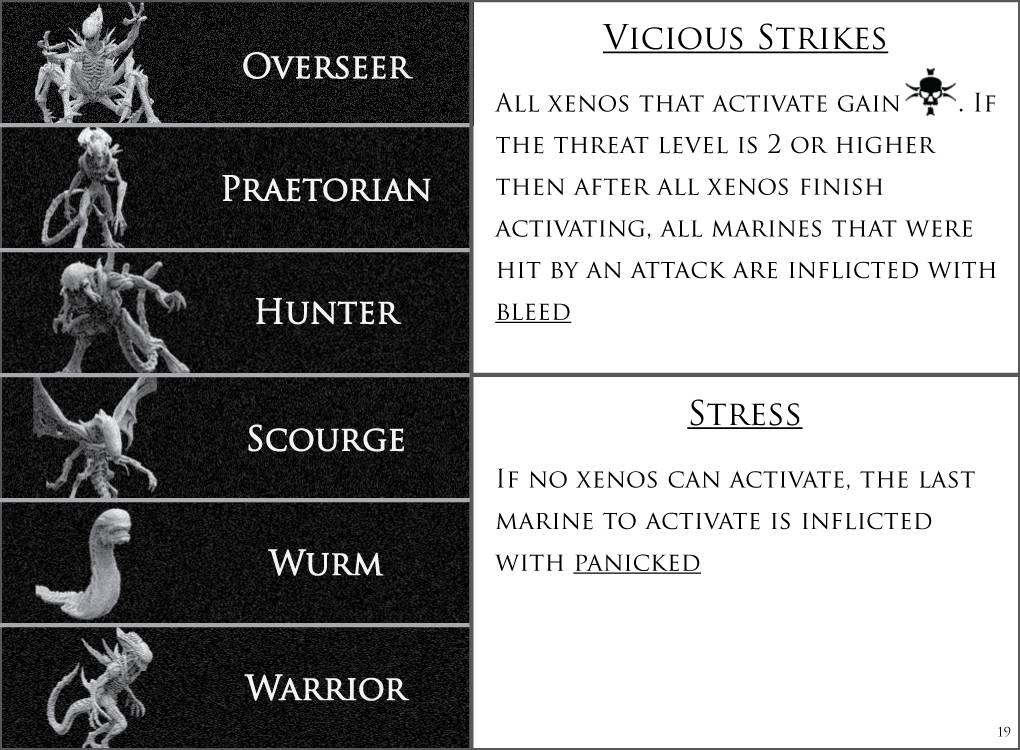 Overseer
Praetorian
Hunter
Scourge
Wurm
Warrior
Vicious Strikes
All xenos that activate gain . If
the threat level is 2 or higher
then after all xenos finish
activating, all marines that were
hit by an attack are inflicted with
bleed
Stress
If no xenos can activate, the last
marine to activate is inflicted
with panicked
19